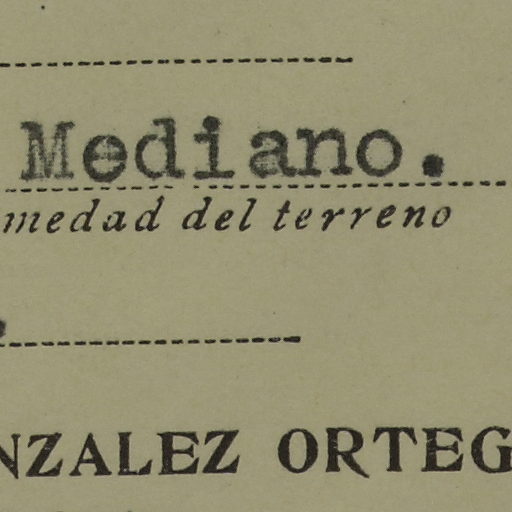 Mediano.
medad del terreno
NZALEZ ORTEG